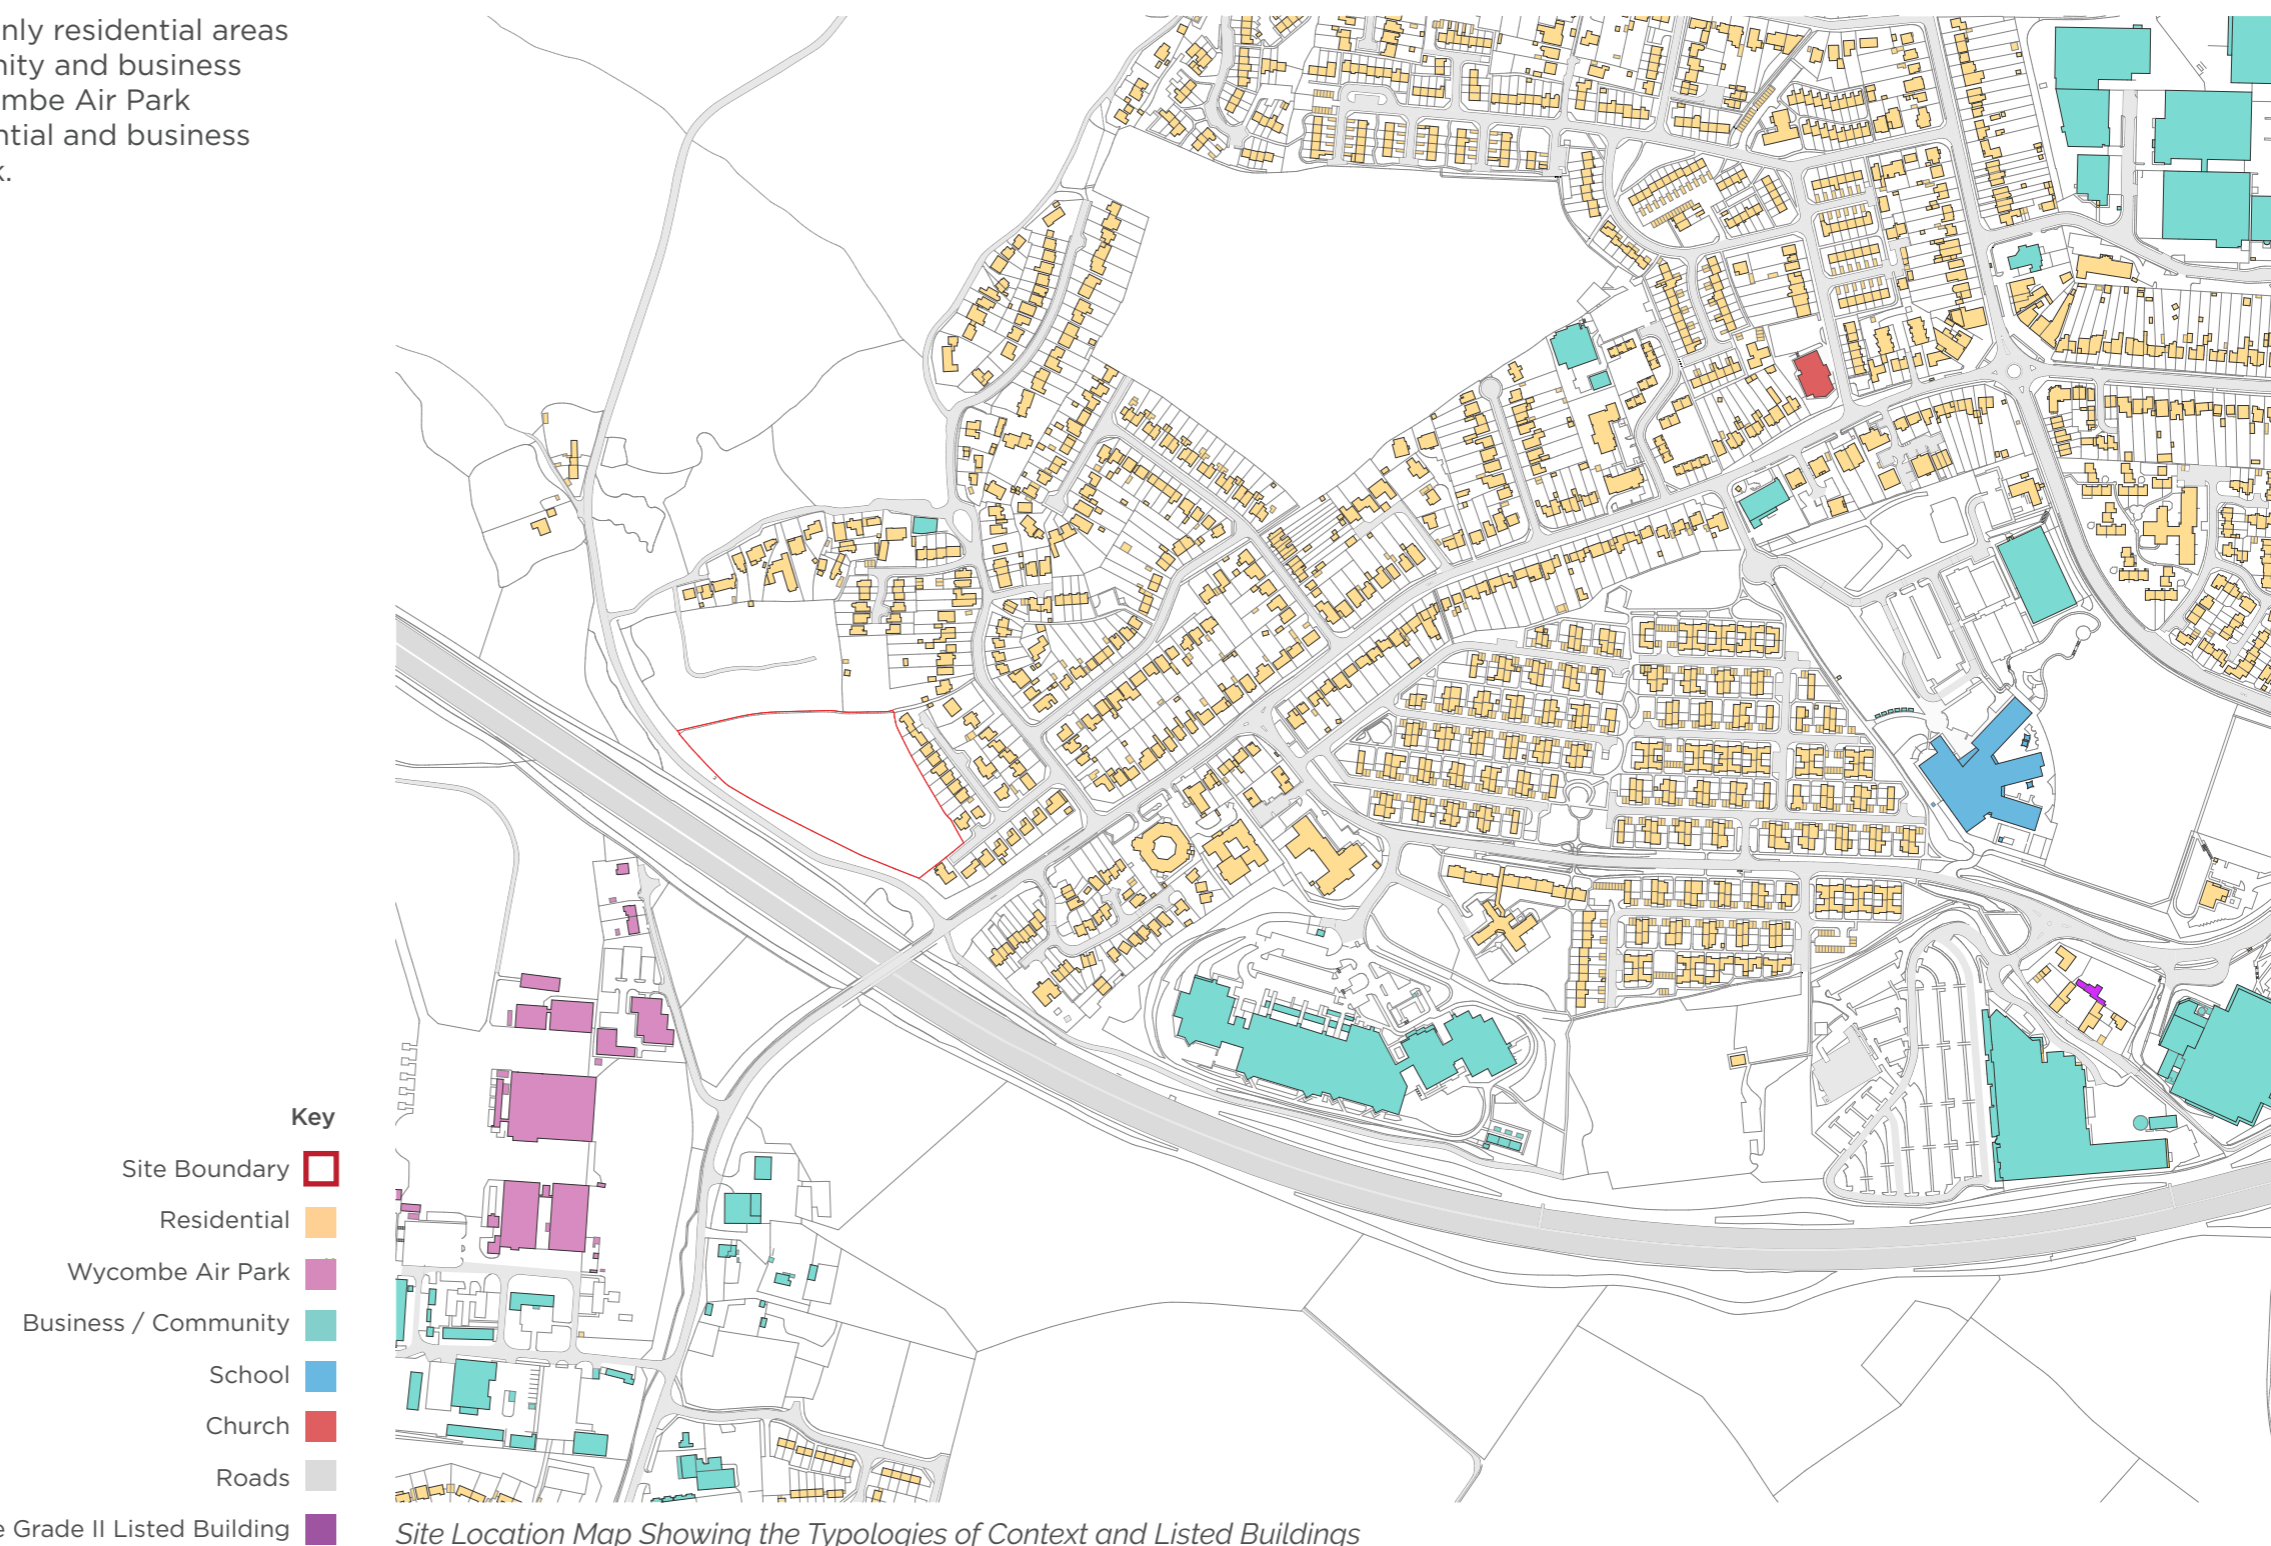 nly residential areas
nity and business
mbe Air Park
ntial and business
k.
Key
Site Boundary
Residential
Wycombe Air Park
Business / Community
School
Church
Roads
e Grade II Listed Building
Site Location Map Showing the Typologies of Context and Listed Buildings